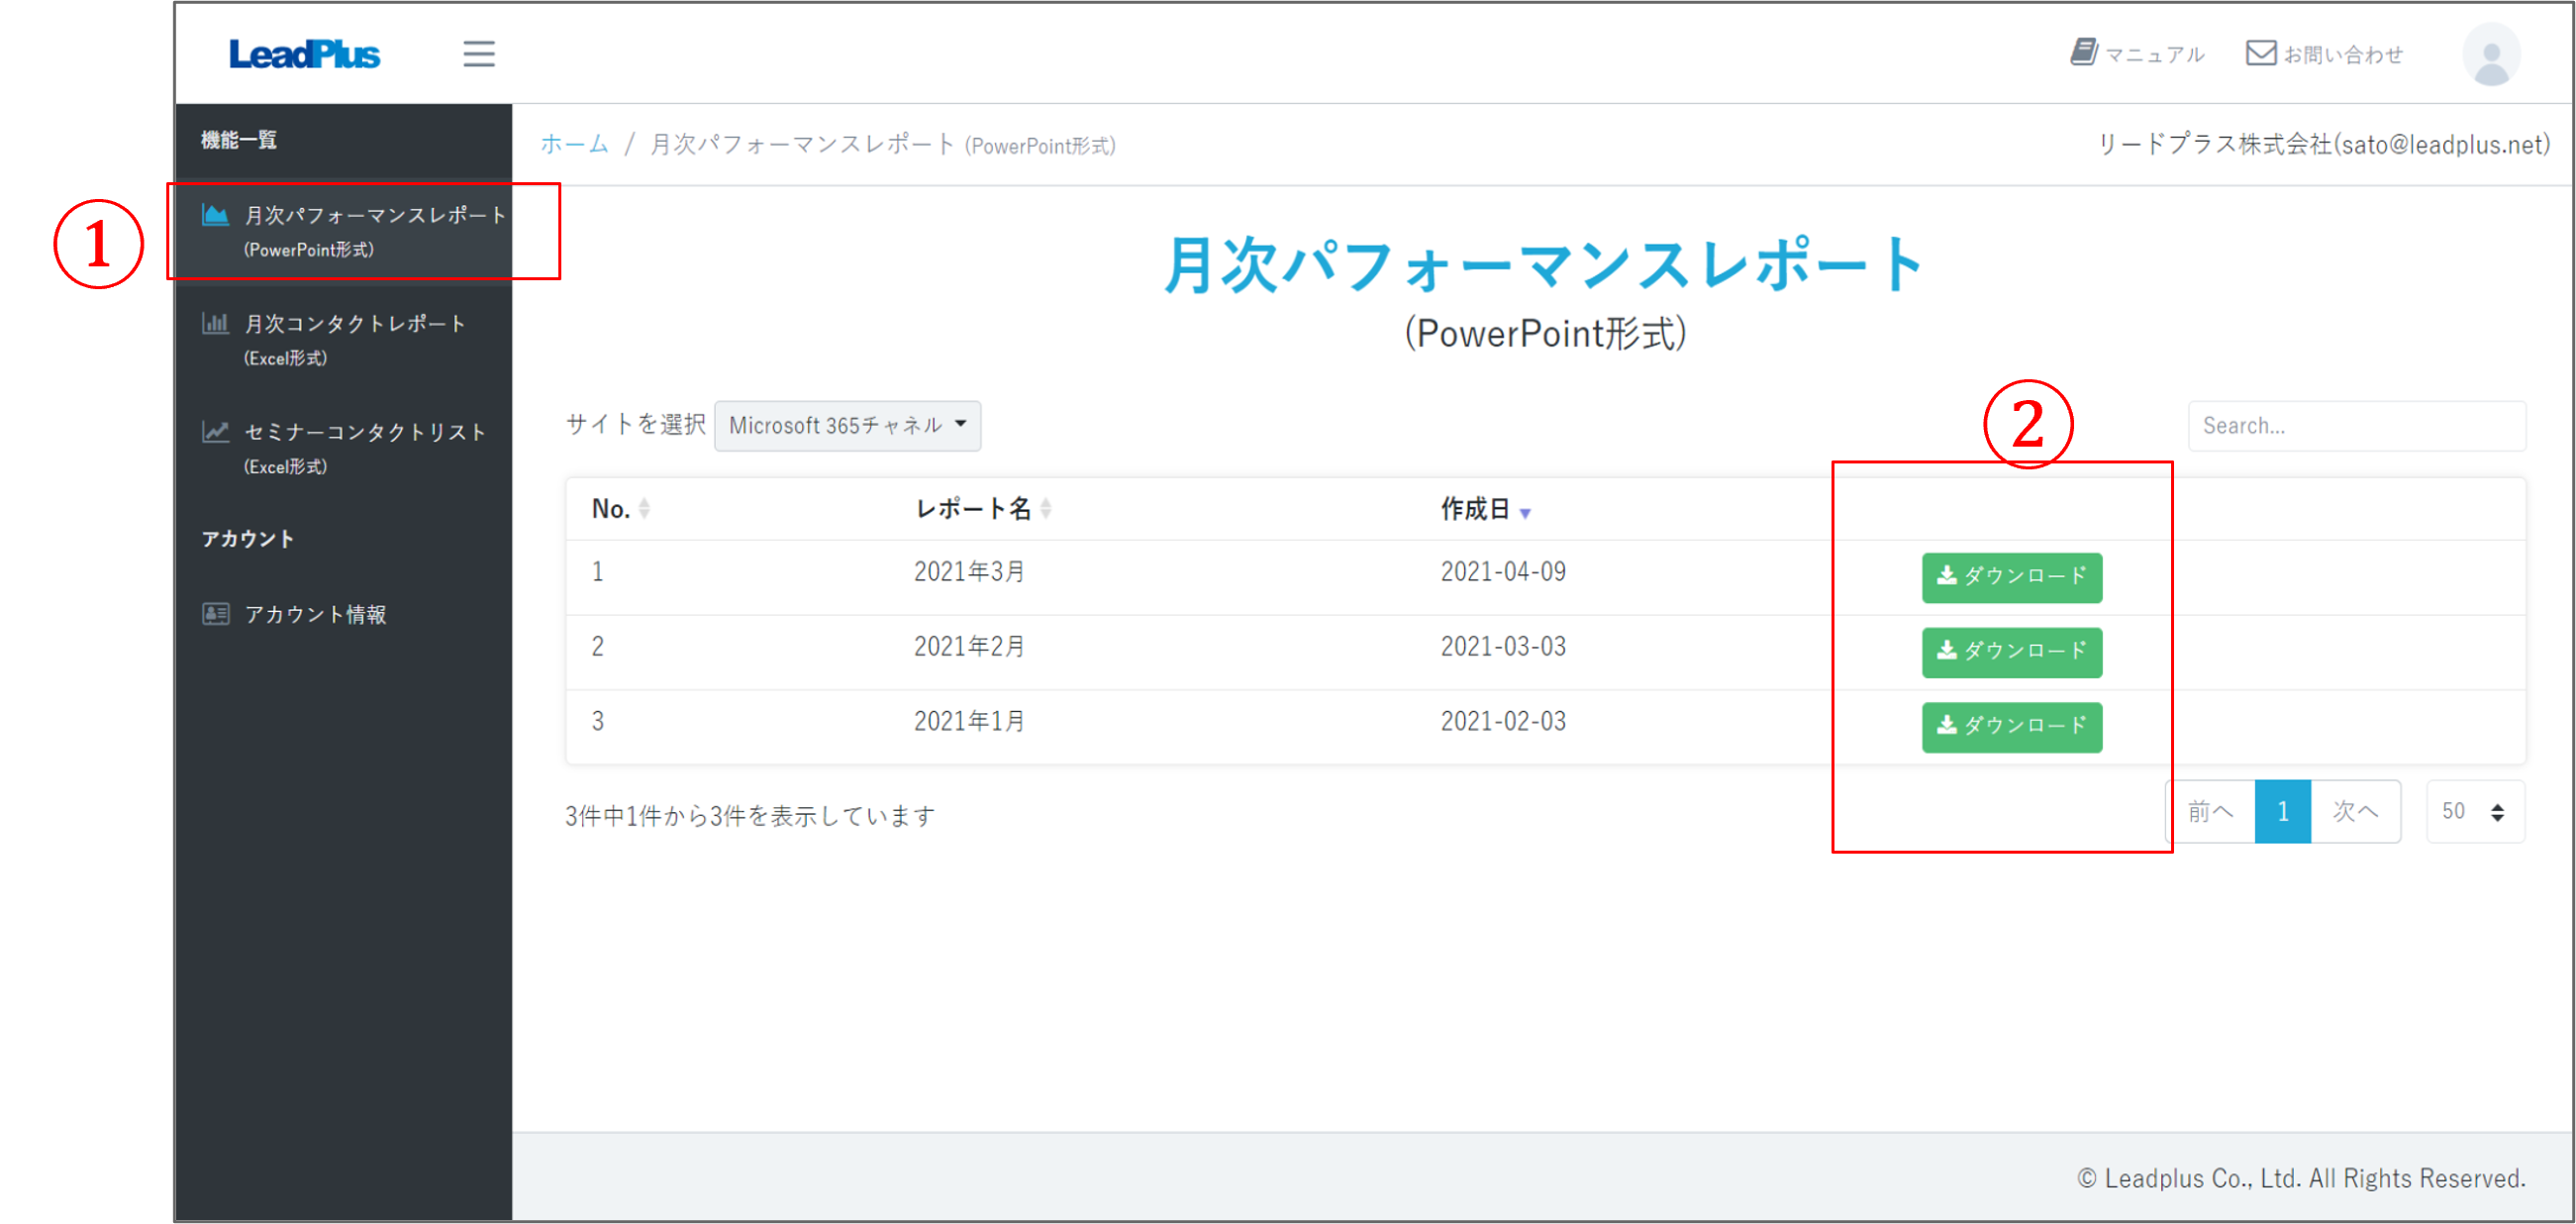 LeadPlus
マニュアル お問い合わせ
機能一覧
ホーム / 月次パフォーマンスレポート (PowerPoint形式)
リードプラス株式会社(sato@leadplus.net)
①
月次パフォーマンスレポート
(PowerPoint形式)
月次コンタクトレポート
(Excel形式)
セミナーコンタクトリスト
(Excel形式)
アカウント
アカウント情報
月次パフォーマンスレポート
(PowerPoint形式)
サイトを選択 Microsoft 365チャネル
②
Search...
No. レポート名 作成日
1 2021年3月 2021-04-09 ダウンロード
2 2021年2月 2021-03-03 ダウンロード
3 2021年1月 2021-02-03 ダウンロード
3件中1件から3件を表示しています
前へ 1 次へ 50
© Leadplus Co., Ltd. All Rights Reserved.